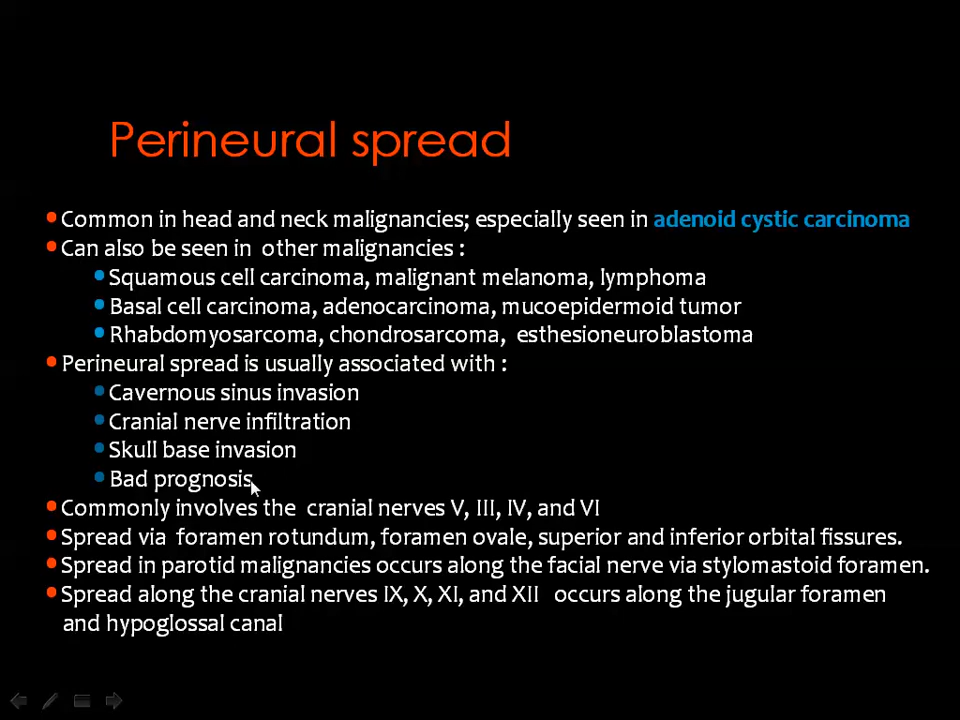 Perineural spread
•Common in head and neck malignancies; especially seen in adenoid cystic carcinoma
•Can also be seen in other malignancies :
•Squamous cell carcinoma, malignant melanoma, lymphoma
•Basal cell carcinoma, adenocarcinoma, mucoepidermoid tumor
•Rhabdomyosarcoma, chondrosarcoma, esthesioneuroblastoma
•Perineural spread is usually associated with :
•Cavernous sinus invasion
•Cranial nerve infiltration
•Skull base invasion
•Bad prognosis
•Commonly involves the cranial nerves V, III, IV, and VI
•Spread via foramen rotundum, foramen ovale, superior and inferior orbital fissures.
•Spread in parotid malignancies occurs along the facial nerve via stylomastoid foramen.
•Spread along the cranial nerves IX, X, XI, and XII occurs along the jugular foramen
and hypoglossal canal